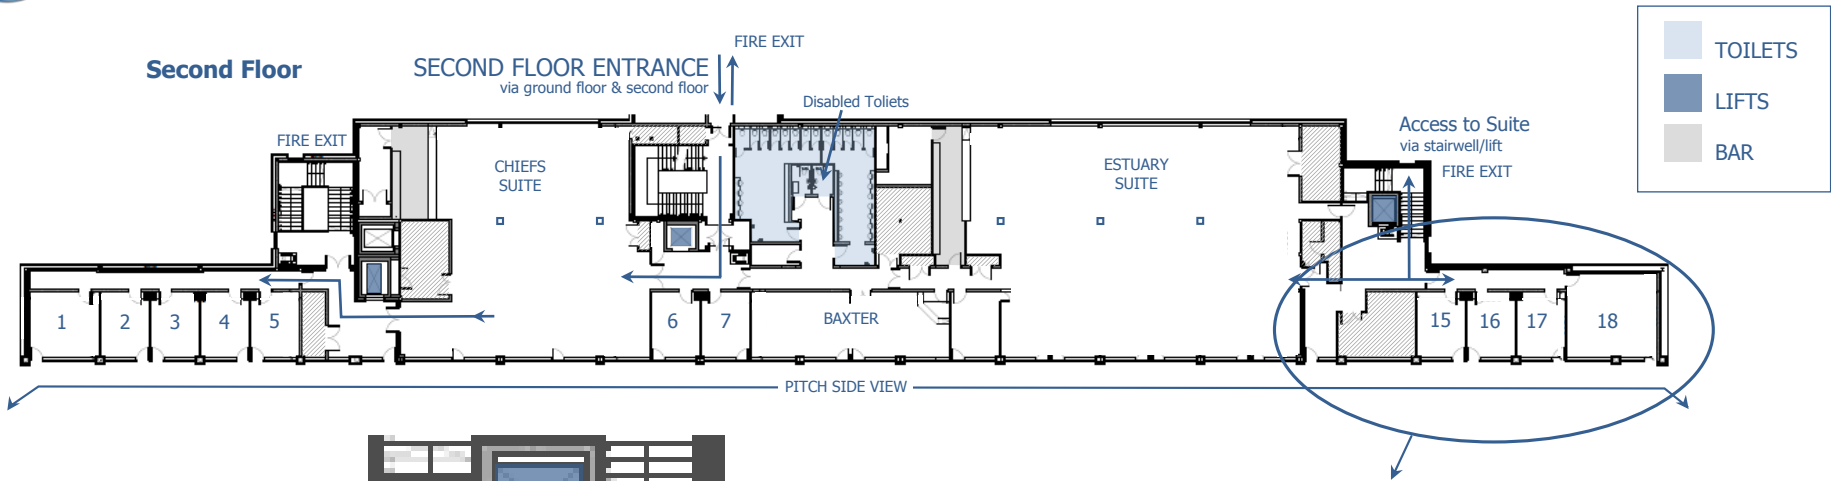 Second Floor
SECOND FLOOR ENTRANCE
via ground floor & second floor
FIRE EXIT
Disabled Toliets
FIRE EXIT
CHIEFS
SUITE
ESTUARY
SUITE
Access to Suite
via stairwell/lift
FIRE EXIT
TOILETS
LIFTS
BAR
1
2
3
4
5
6
7
BAXTER
15
16
17
18
PITCH SIDE VIEW